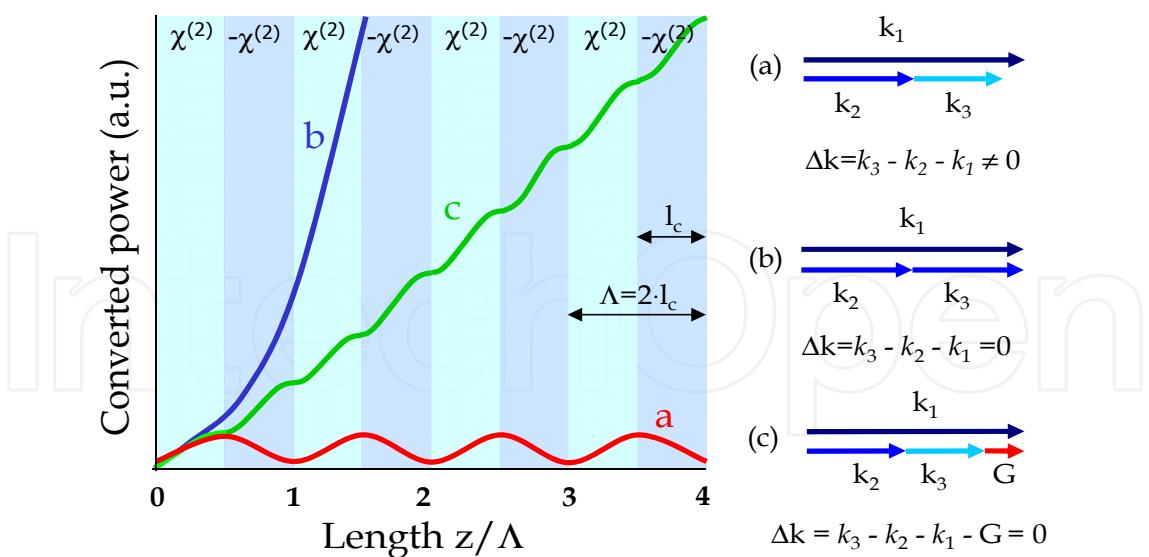 χ(2) -χ(2) χ(2) -χ(2) χ(2) -χ(2) χ(2) -χ(2)
Converted power (a.u.)
b
c
a
l_c
Λ=2·l_c
0 1 2 3 4
Length z/Λ
(a)
k₁
k₂ k₃
Δk=k₃ - k₂ - k₁ ≠ 0
(b)
k₁
k₂ k₃
Δk=k₃ - k₂ - k₁ =0
(c)
k₁
k₂ k₃ G
Δk = k₃ - k₂ - k₁ - G = 0
IntechOpen